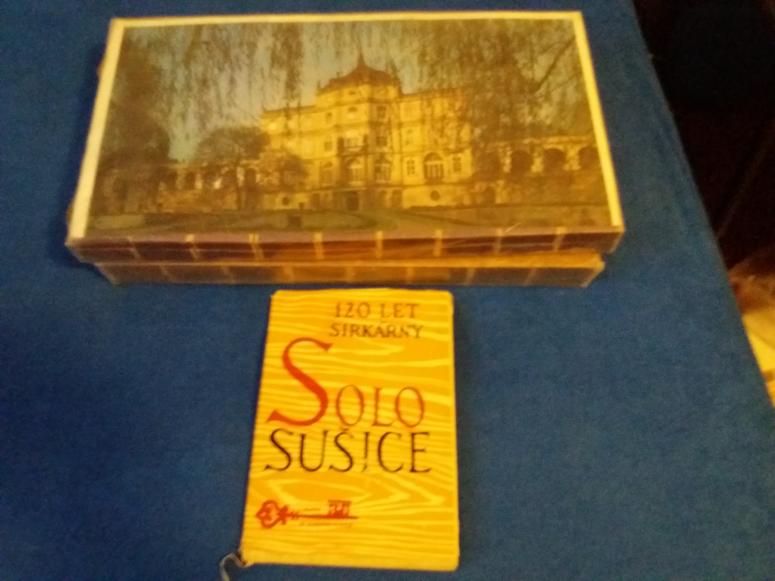 120 LET
SIRKÁRNY
SOLO
SUŠICE